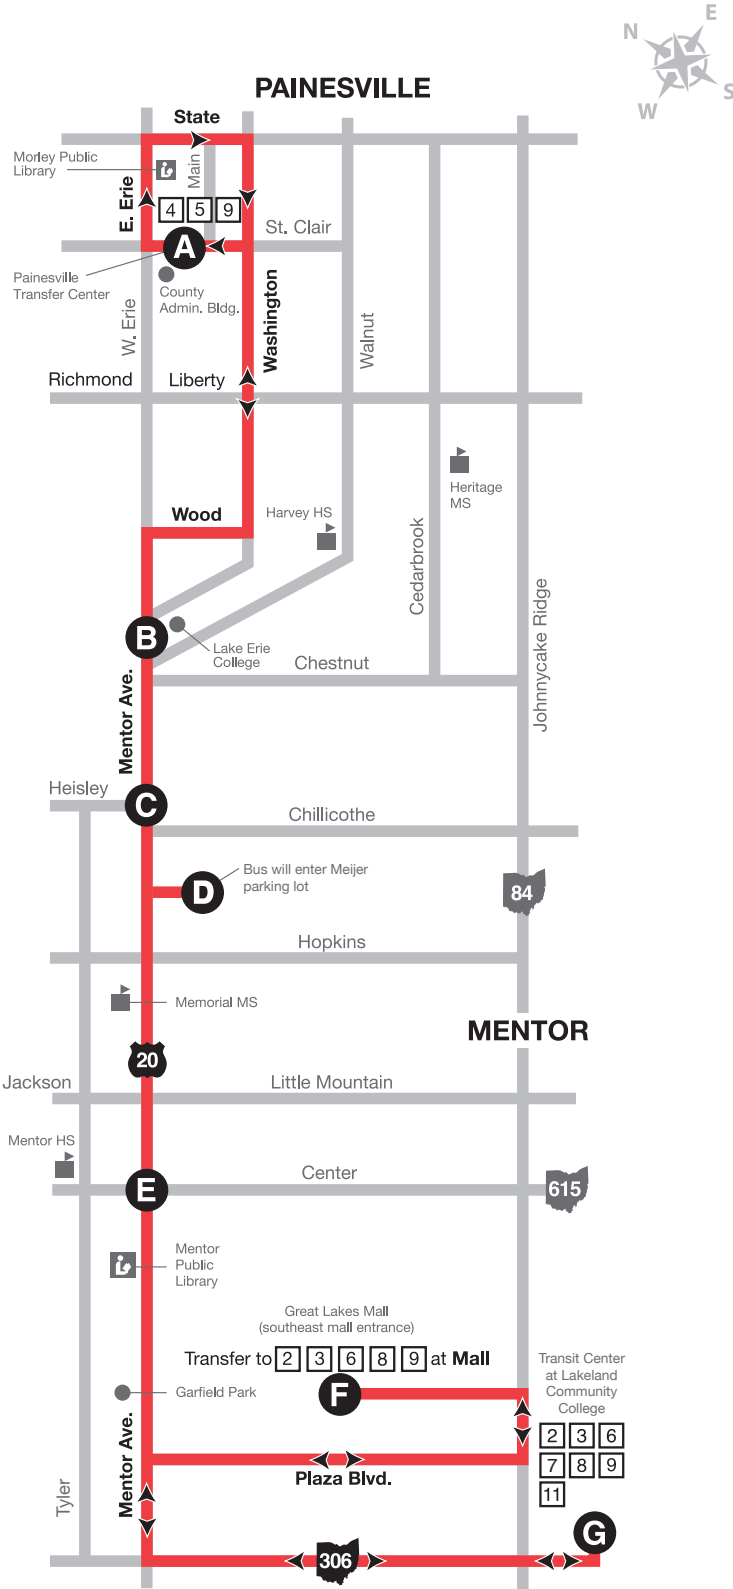 E
N
S
W
PAINESVILLE
State
Morley Public
Library
Main
E. Erie
4 5 9
St. Clair
A
Painesville
Transfer Center
County
Admin. Bldg.
W. Erie
Washington
Walnut
Richmond
Liberty
Heritage
MS
Wood
Harvey HS
Cedarbrook
Johnnycake Ridge
B
Lake Erie
College
Chestnut
Mentor Ave.
Heisley
C
Chillicothe
Bus will enter Meijer
parking lot
D
84
Hopkins
Memorial MS
MENTOR
20
Jackson
Little Mountain
Mentor HS
Center
E
615
Mentor
Public
Library
Great Lakes Mall
(southeast mall entrance)
Transfer to 2 3 6 8 9 at Mall
Transit Center
at Lakeland
Community
College
Garfield Park
F
2 3 6
7 8 9
11
Mentor Ave.
Plaza Blvd.
Tyler
G
306